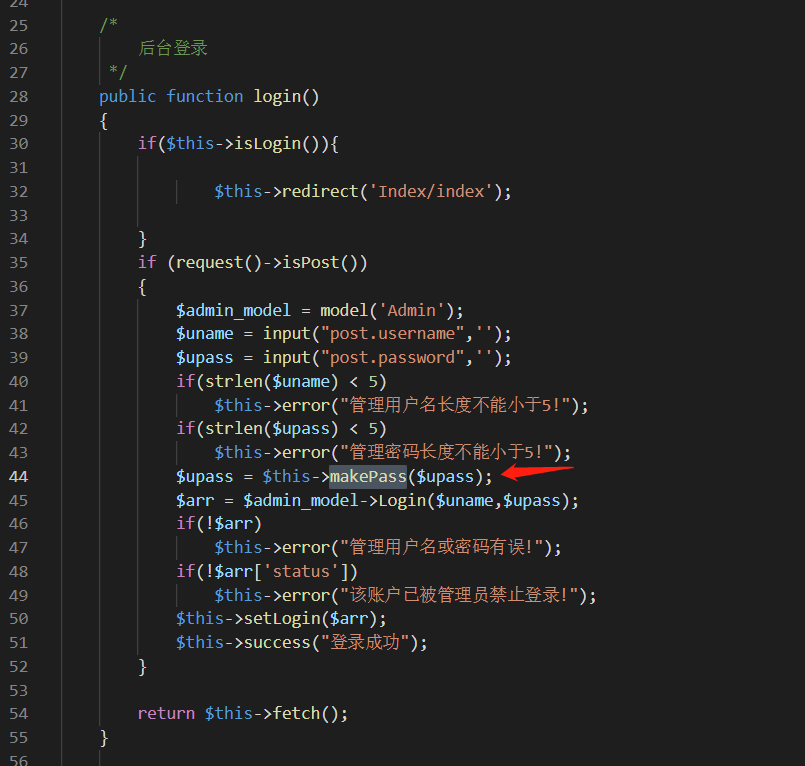 24
25 /*
26 后台登录
27 */
28 public function login()
29 {
30 if($this->isLogin()){
31
32 $this->redirect('Index/index');
33
34 }
35 if (request()->isPost())
36 {
37 $admin_model = model('Admin');
38 $uname = input("post.username",'');
39 $upass = input("post.password",'');
40 if(strlen($uname) < 5)
41 $this->error("管理用户名长度不能小于5!");
42 if(strlen($upass) < 5)
43 $this->error("管理密码长度不能小于5!");
44 $upass = $this->makePass($upass);
45 $arr = $admin_model->Login($uname,$upass);
46 if(!$arr)
47 $this->error("管理用户名或密码有误!");
48 if(!$arr['status'])
49 $this->error("该账户已被管理员禁止登录!");
50 $this->setLogin($arr);
51 $this->success("登录成功");
52 }
53
54 return $this->fetch();
55 }
56